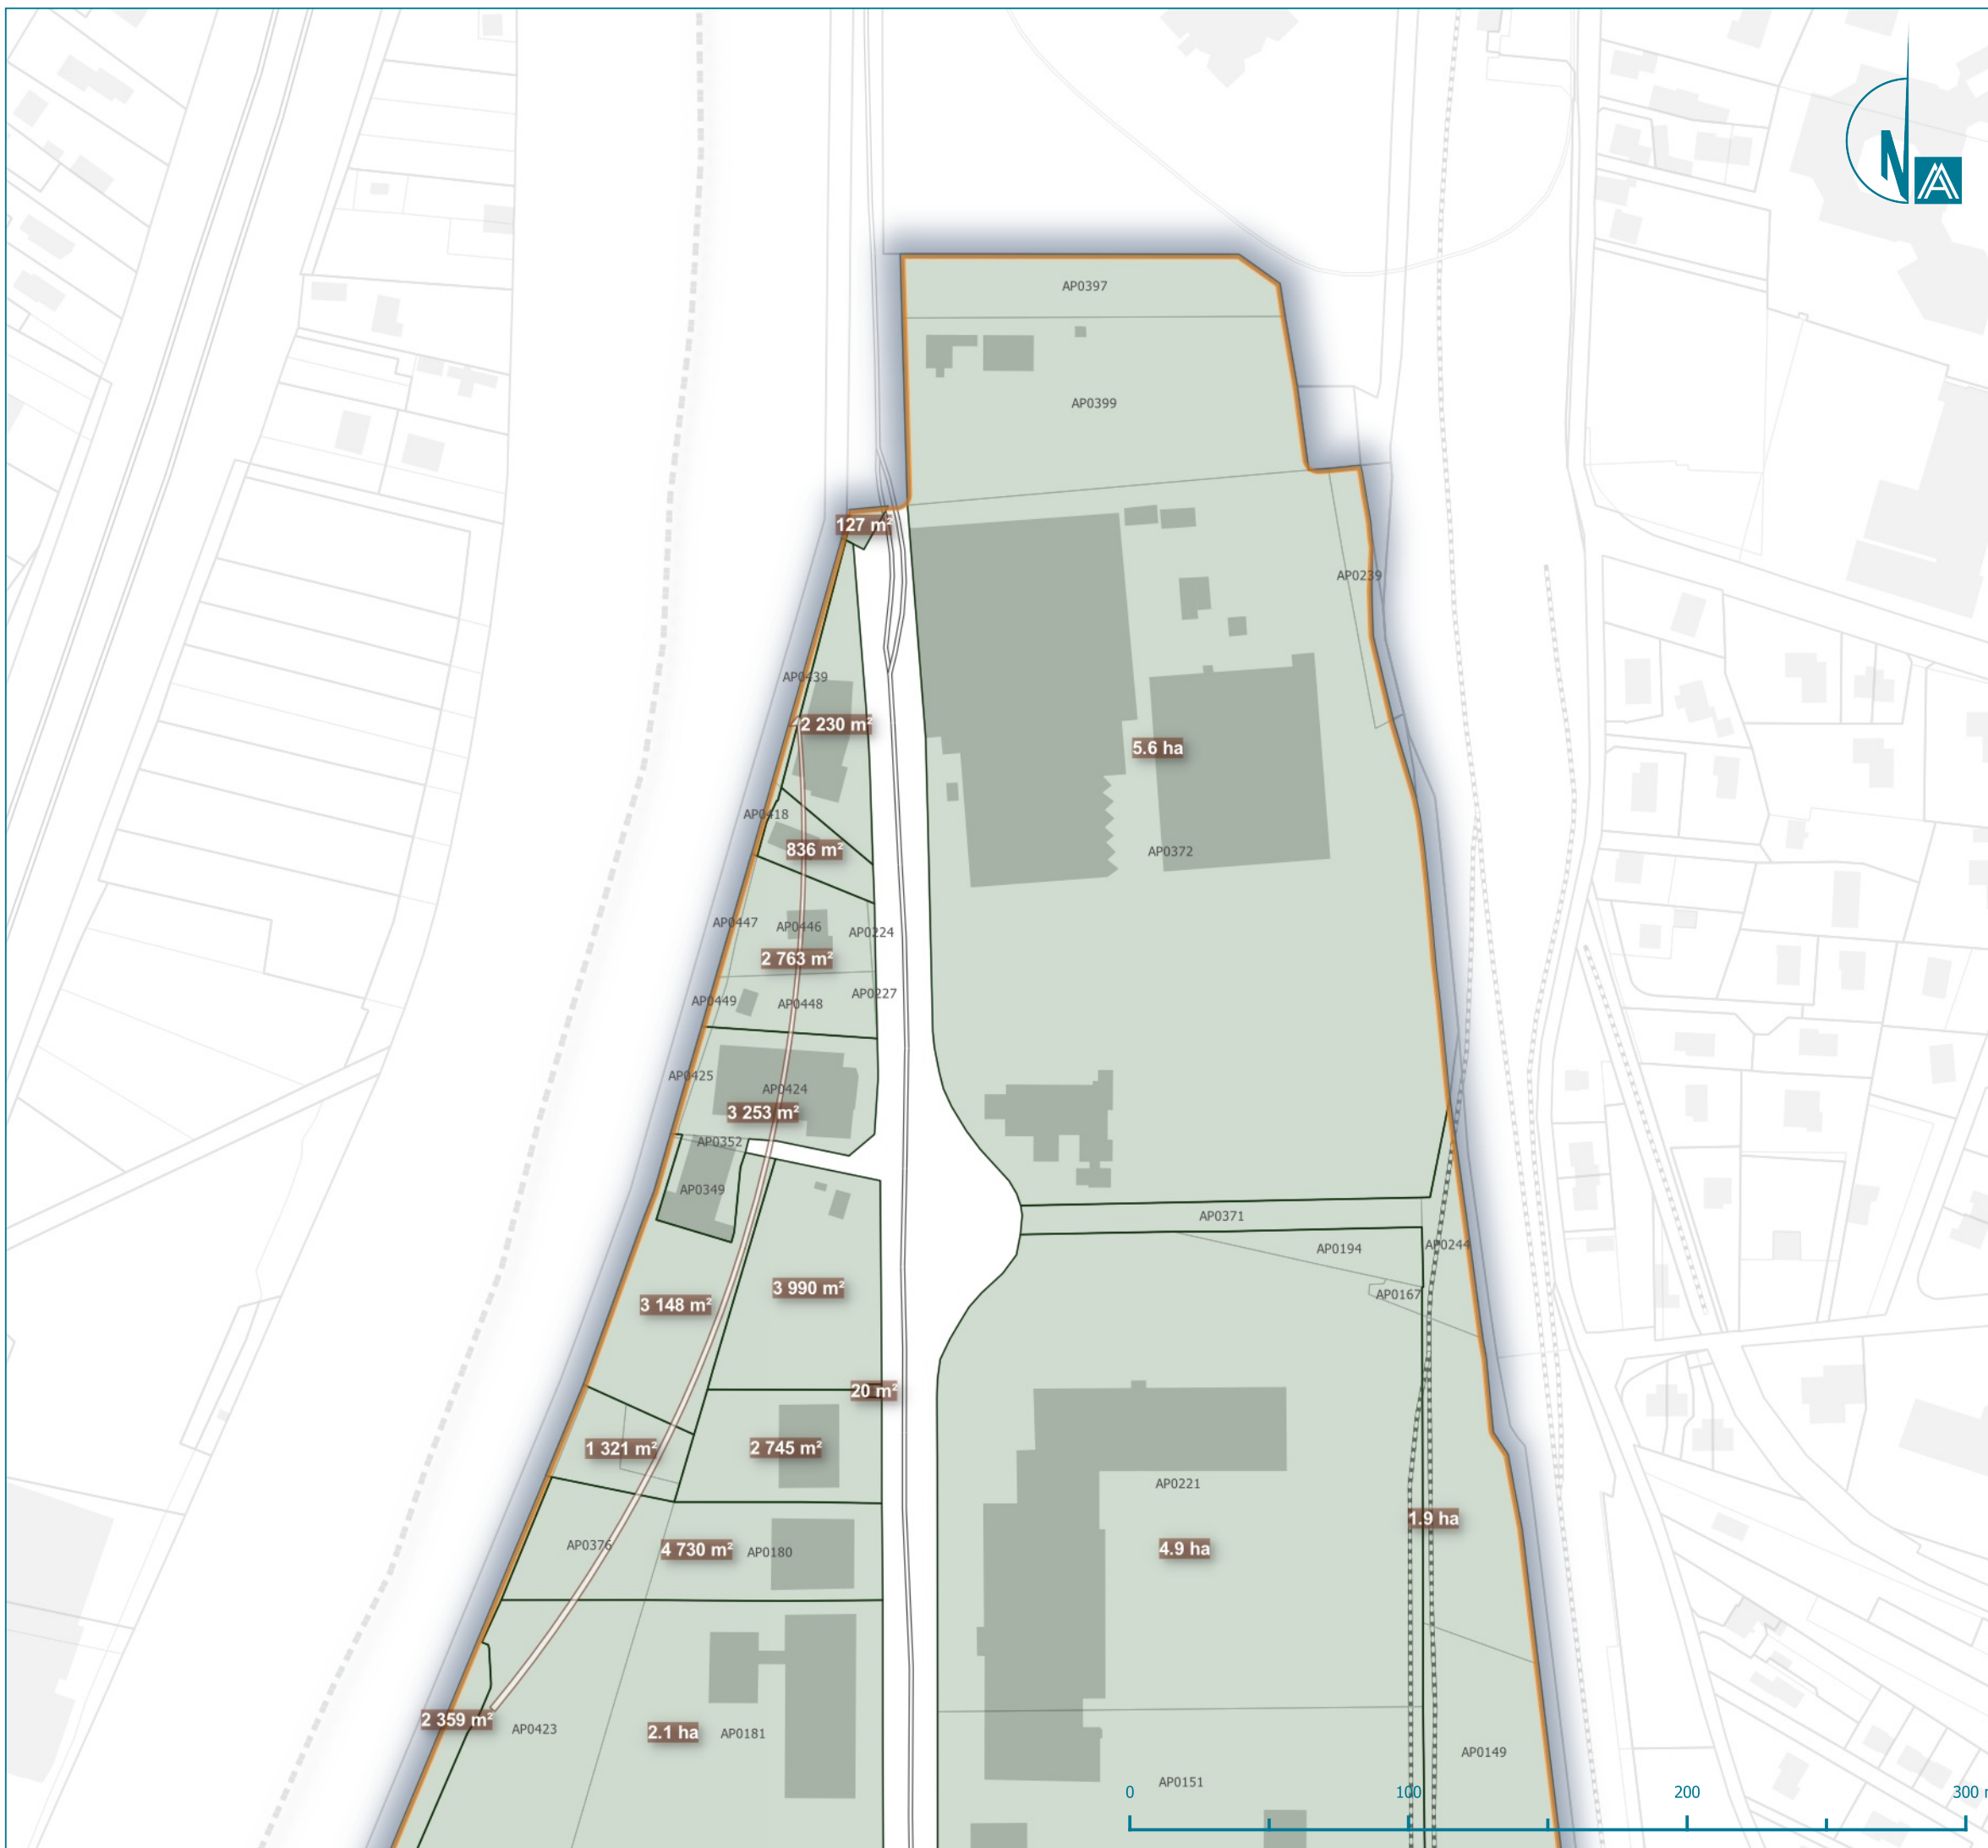 N
AP0397
AP0399
127 m²
AP0239
AP0439
2 230 m²
5.6 ha
AP0418
836 m²
AP0372
AP0447
AP0446
AP0224
2 763 m²
AP0449
AP0448
AP0227
AP0425
AP0424
3 253 m²
AP0352
AP0349
AP0371
AP0194
AP0244
3 990 m²
AP0167
3 148 m²
20 m²
1 321 m²
2 745 m²
AP0221
1.9 ha
AP0376
4 730 m²
AP0180
4.9 ha
2 359 m²
AP0423
2.1 ha
AP0181
AP0149
AP0151
0
100
200
300